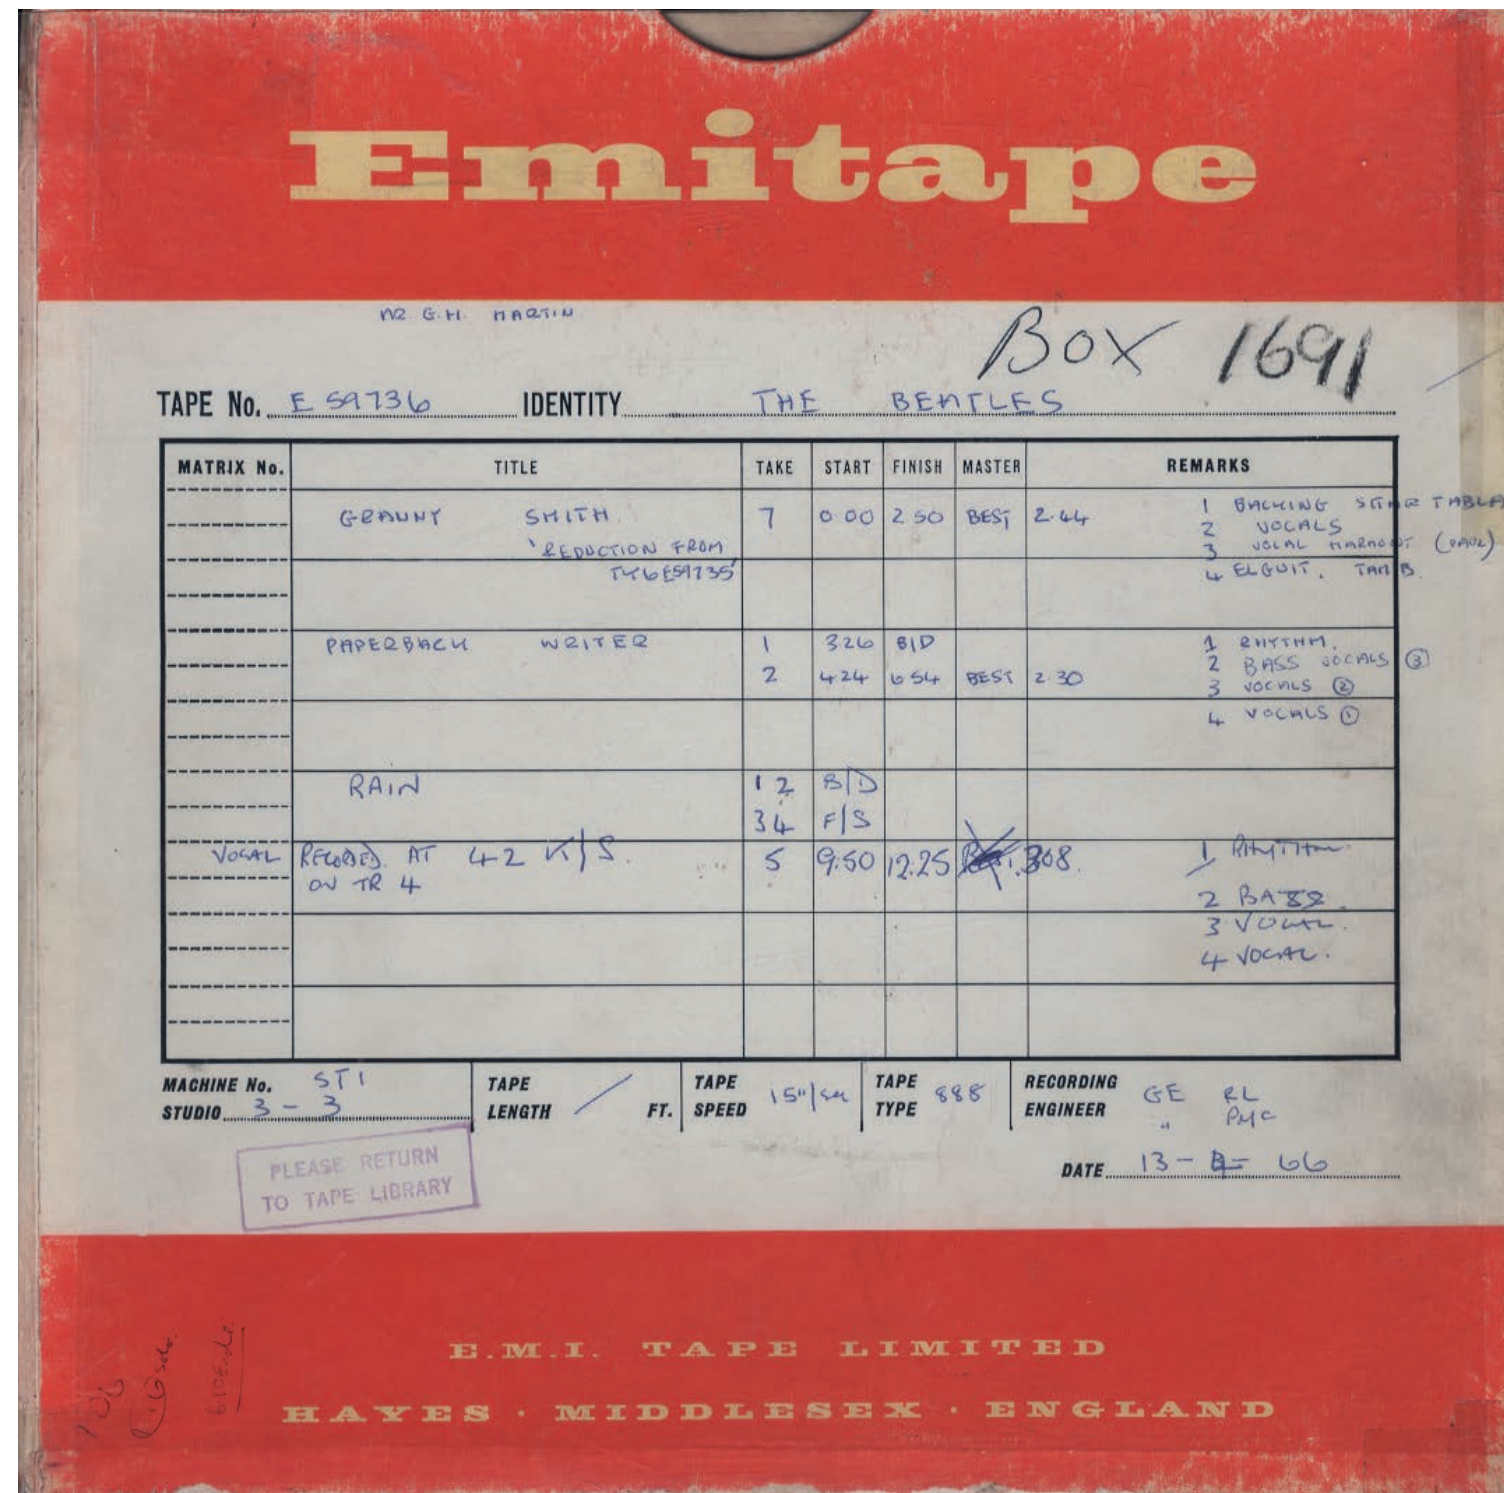 Emitape
MR G.H. MARTIN
BOX 1691
TAPE No. E 59736 IDENTITY THE BEATLES
MATRIX No. TITLE TAKE START FINISH MASTER REMARKS
GRANNY SMITH 7 0.00 2 50 BEST 2.44 1 BACKING SITAR TABLA
2 VOCALS
'REDUCTION FROM 3 VOCAL HARMONY (PAUL)
E59735' 4 EL GUIT. TAMB.
PAPERBACK WRITER 1 3.26 B/D 1 RHYTHM.
2 BASS VOCALS ③
2 4.24 6 54 BEST 2.30 3 VOCALS ②
4 VOCALS ①
RAIN 1 2 B/D
3 4 F/S
VOCAL RECORDED AT 42 K/S. 5 9.50 12.25 308. 1 RHYTHM
ON TR 4
2 BASS.
3 VOCAL.
4 VOCAL.
MACHINE No. ST 1 TAPE LENGTH / FT. TAPE SPEED 15"/sec TAPE TYPE 888 RECORDING ENGINEER GE RL
STUDIO 3 - 3 " PMC
DATE 13 - 4 - 66
PLEASE RETURN
TO TAPE LIBRARY
E.M.I. TAPE LIMITED
HAYES · MIDDLESEX · ENGLAND